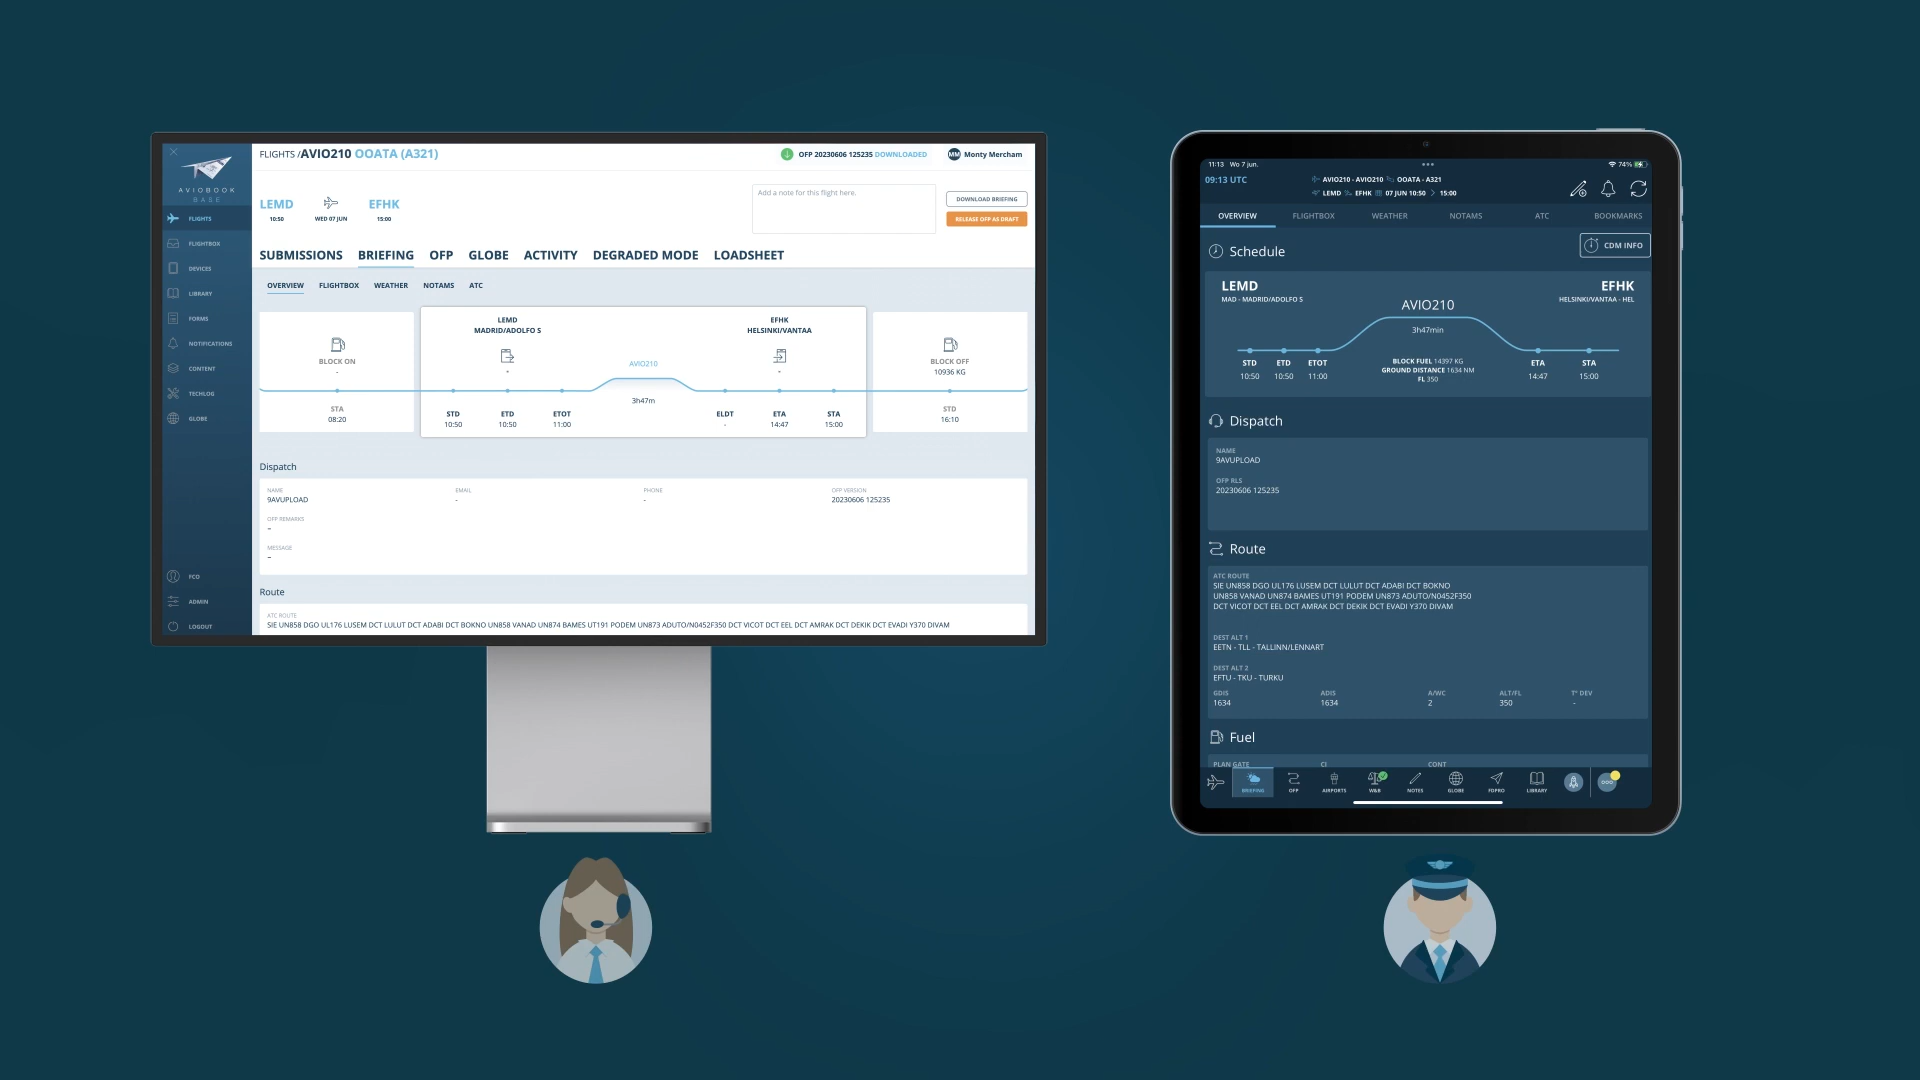 AVIOBOOK
BASE
FLIGHTS
FLIGHTBOX
DEVICES
LIBRARY
FORMS
NOTIFICATIONS
CONTENT
TECHLOG
GLOBE
FCO
ADMIN
LOGOUT
FLIGHTS /AVIO210 OOATA (A321)
OFP 20230606 125235 DOWNLOADED
MM Monty Mercham
LEMD
10:50
WED 07 JUN
EFHK
15:00
Add a note for this flight here.
DOWNLOAD BRIEFING
RELEASE OFP AS DRAFT
SUBMISSIONS BRIEFING OFP GLOBE ACTIVITY DEGRADED MODE LOADSHEET
OVERVIEW FLIGHTBOX WEATHER NOTAMS ATC
BLOCK ON
-
STA
08:20
LEMD
MADRID/ADOLFO S
-
EFHK
HELSINKI/VANTAA
-
AVIO210
3h47m
STD ETD ETOT ELDT ETA STA
10:50 10:50 11:00 - 14:47 15:00
BLOCK OFF
10936 KG
STD
16:10
Dispatch
NAME EMAIL PHONE OFP VERSION
9AVUPLOAD - - 20230606 125235
OFP REMARKS
–
MESSAGE
–
Route
ATC ROUTE
SIE UN858 DGO UL176 LUSEM DCT LULUT DCT ADABI DCT BOKNO UN858 VANAD UN874 BAMES UT191 PODEM UN873 ADUTO/N0452F350 DCT VICOT DCT EEL DCT AMRAK DCT DEKIK DCT EVADI Y370 DIVAM
11:13 Wo 7 jun.
74%
09:13 UTC
AVIO210 - AVIO210 OOATA - A321
LEMD EFHK 07 JUN 10:50 > 15:00
OVERVIEW FLIGHTBOX WEATHER NOTAMS ATC BOOKMARKS
Schedule
CDM INFO
LEMD
MAD - MADRID/ADOLFO S
EFHK
HELSINKI/VANTAA - HEL
AVIO210
3h47min
STD ETD ETOT
10:50 10:50 11:00
BLOCK FUEL 14397 KG
GROUND DISTANCE 1634 NM
FL 350
ETA STA
14:47 15:00
Dispatch
NAME
9AVUPLOAD
OFP RLS
20230606 125235
Route
ATC ROUTE
SIE UN858 DGO UL176 LUSEM DCT LULUT DCT ADABI DCT BOKNO
UN858 VANAD UN874 BAMES UT191 PODEM UN873 ADUTO/N0452F350
DCT VICOT DCT EEL DCT AMRAK DCT DEKIK DCT EVADI Y370 DIVAM
DEST ALT 1
EETN - TLL - TALLINN/LENNART
DEST ALT 2
EFTU - TKU - TURKU
GDIS ADIS A/WC ALT/FL T° DEV
1634 1634 2 350 -
Fuel
PLAN GATE CI CONT
BRIEFING OFP AIRPORTS W&B NOTES GLOBE FDPRO LIBRARY